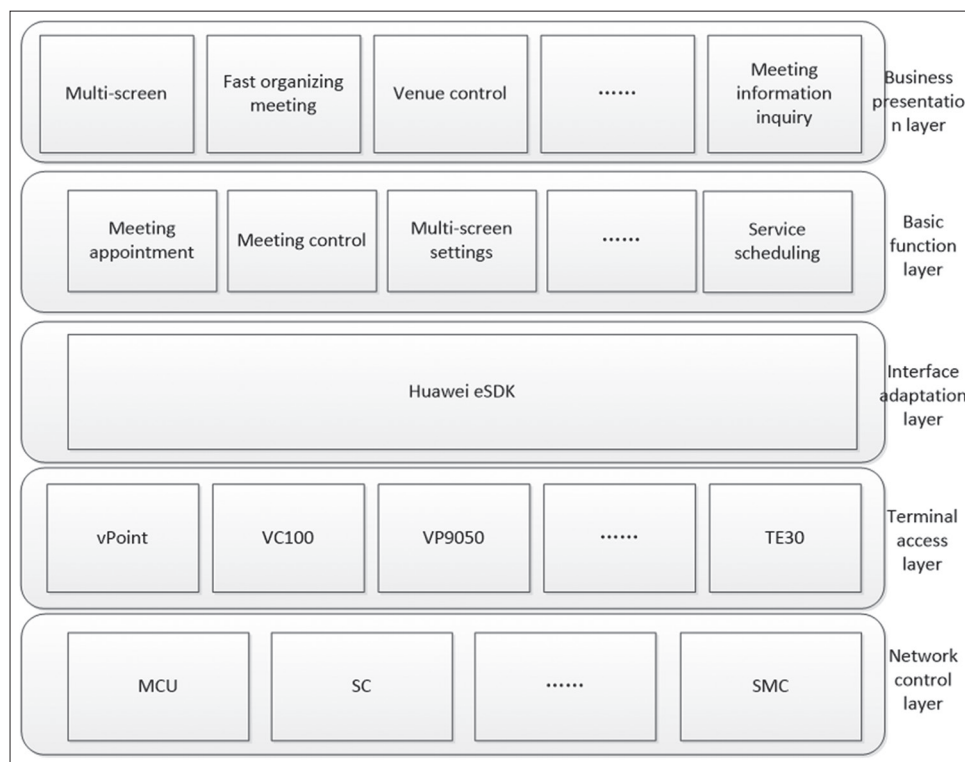 Multi-screen
Fast organizing
meeting
Venue control
......
Meeting
information
inquiry
Business
presentatio
n layer
Meeting
appointment
Meeting control
Multi-screen
settings
......
Service
scheduling
Basic
function
layer
Huawei eSDK
Interface
adaptation
layer
vPoint
VC100
VP9050
......
TE30
Terminal
access
layer
MCU
SC
......
SMC
Network
control
layer